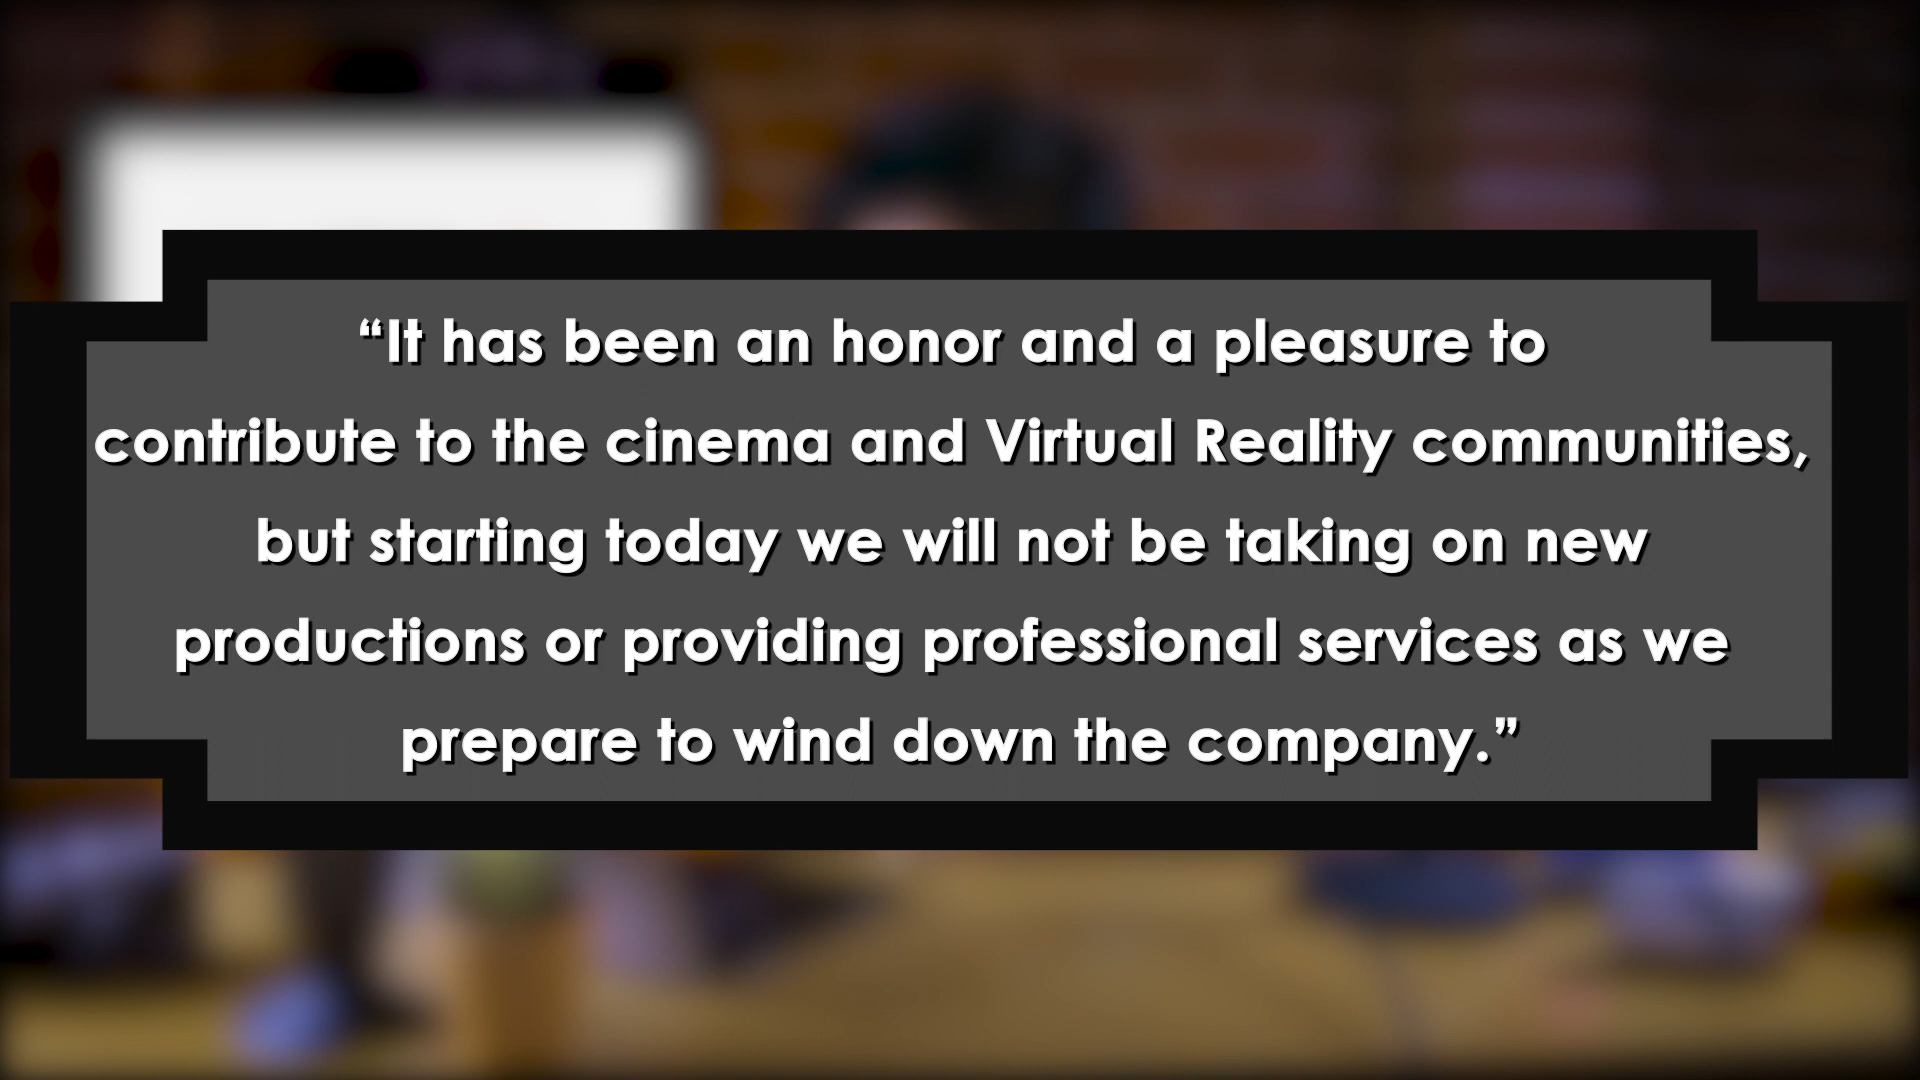 “It has been an honor and a pleasure to
contribute to the cinema and Virtual Reality communities,
but starting today we will not be taking on new
productions or providing professional services as we
prepare to wind down the company.”